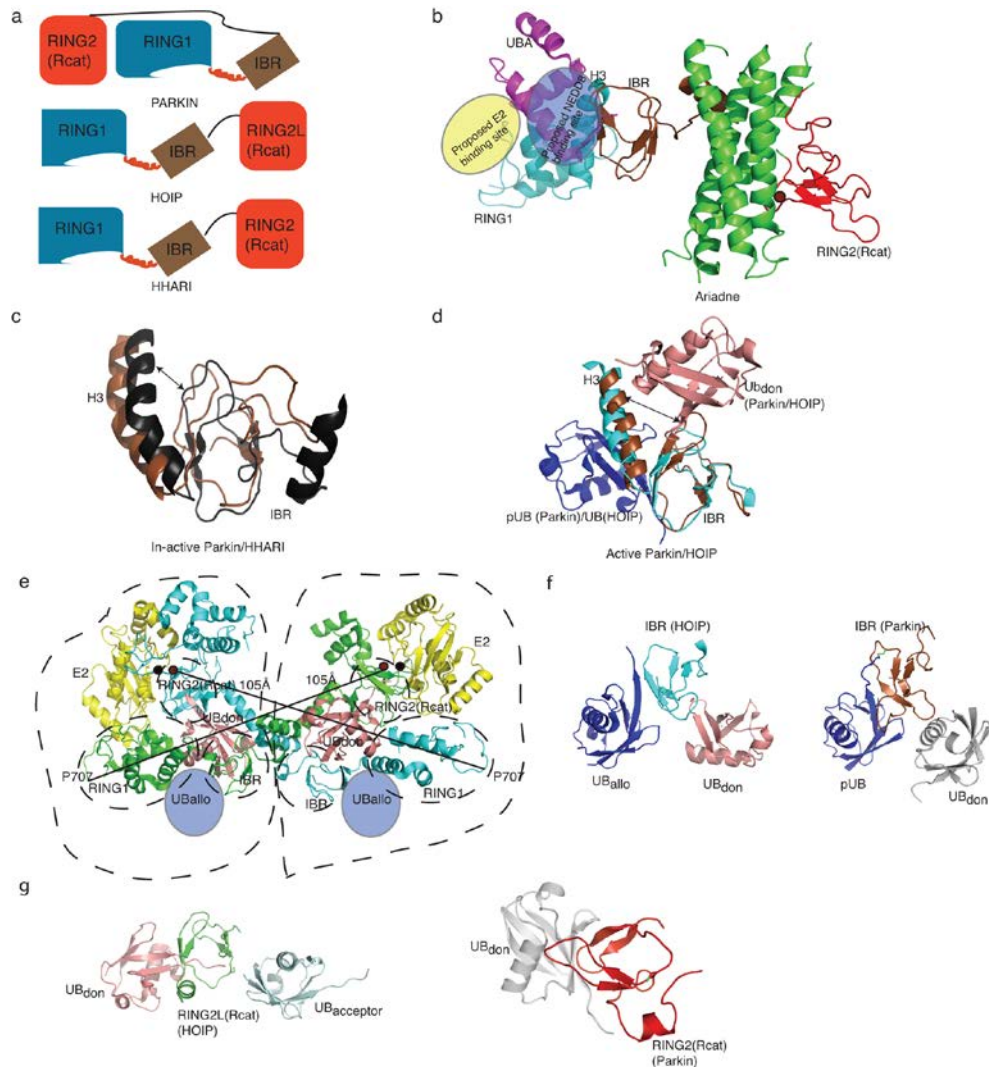 a
RING2
(Rcat)
RING1
IBR
PARKIN
RING1
IBR
RING2L
(Rcat)
HOIP
RING1
IBR
RING2
(Rcat)
HHARI
b
UBA
H3
IBR
Proposed E2
binding site
Proposed NEDD8
binding site
RING1
RING2(Rcat)
Ariadne
c
H3
IBR
In-active Parkin/HHARI
d
H3
Ubdon
(Parkin/HOIP)
pUB (Parkin)/UB(HOIP)
IBR
Active Parkin/HOIP
e
E2
RING2(Rcat)
105Å
UBdon
P707
RING1
IBR
UBallo
105Å
E2
RING2(Rcat)
UBdon
P707
RING1
IBR
UBallo
f
IBR (HOIP)
UBallo
UBdon
IBR (Parkin)
pUB
UBdon
g
UBdon
RING2L(Rcat)
(HOIP)
UBacceptor
UBdon
RING2(Rcat)
(Parkin)